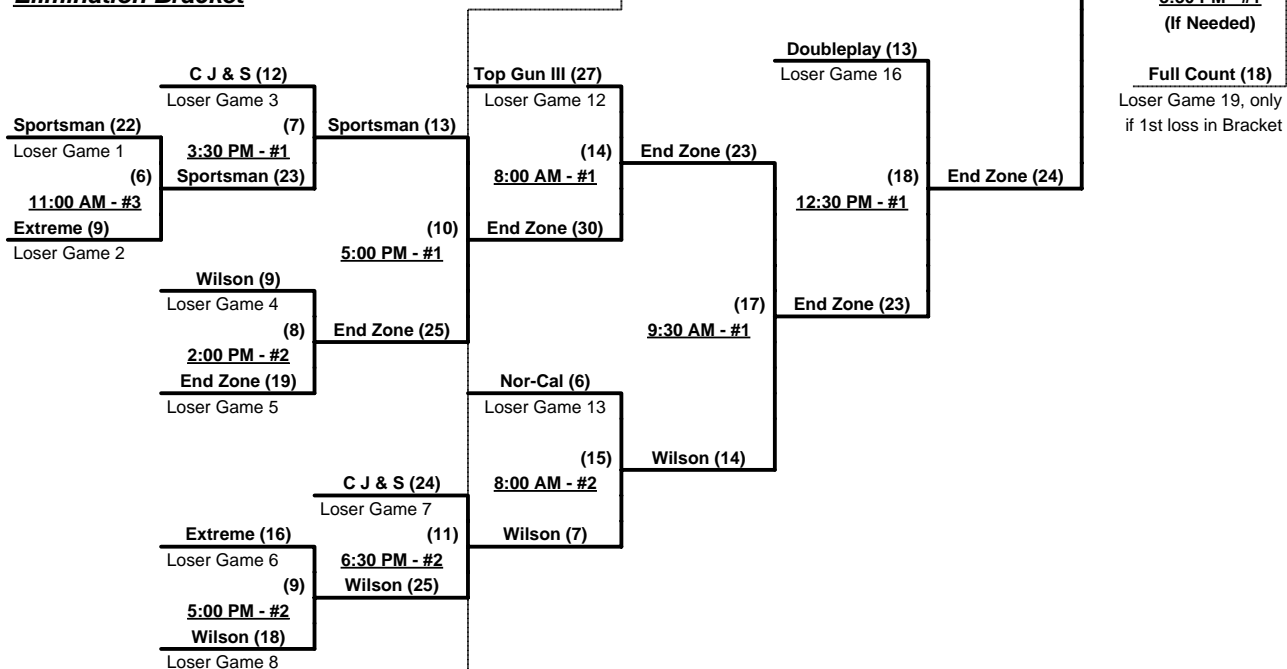 Elimination Bracket
(If Needed)
Doubleplay (13)
Loser Game 16
C J & S (12)
Loser Game 3
Top Gun III (27)
Loser Game 12
Full Count (18)
Loser Game 19, only
if 1st loss in Bracket
Sportsman (22)
Loser Game 1
(7)
3:30 PM - #1
Sportsman (13)
(6)
11:00 AM - #3
Sportsman (23)
(14)
8:00 AM - #1
End Zone (23)
(18)
12:30 PM - #1
End Zone (24)
Extreme (9)
Loser Game 2
(10)
5:00 PM - #1
End Zone (30)
Wilson (9)
Loser Game 4
(8)
2:00 PM - #2
End Zone (25)
(17)
9:30 AM - #1
End Zone (23)
End Zone (19)
Loser Game 5
Nor-Cal (6)
Loser Game 13
(15)
8:00 AM - #2
Wilson (14)
C J & S (24)
Loser Game 7
Extreme (16)
Loser Game 6
(11)
6:30 PM - #2
Wilson (7)
(9)
5:00 PM - #2
Wilson (25)
Wilson (18)
Loser Game 8